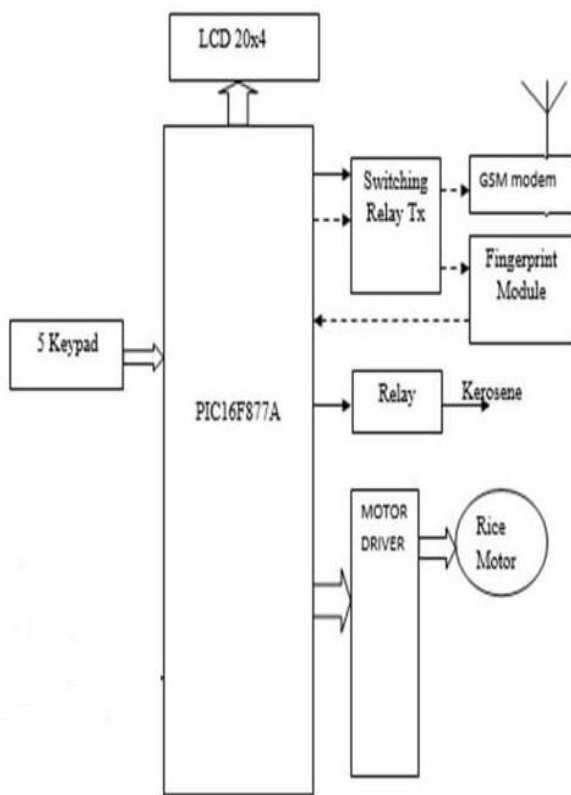 LCD 20x4
Switching
Relay Tx
GSM modem
Fingerprint
Module
5 Keypad
PIC16F877A
Relay
Kerosene
MOTOR
DRIVER
Rice
Motor